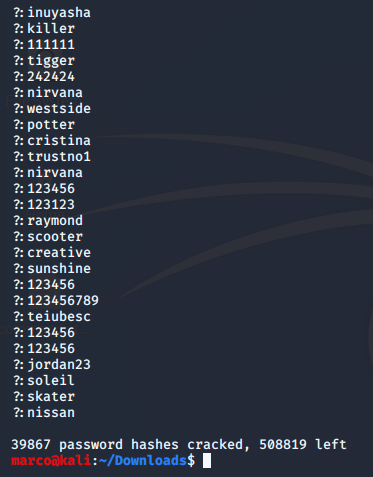 ?:inuyasha
?:killer
?:111111
?:tigger
?:242424
?:nirvana
?:westside
?:potter
?:cristina
?:trustno1
?:nirvana
?:123456
?:123123
?:raymond
?:scooter
?:creative
?:sunshine
?:123456
?:123456789
?:teiubesc
?:123456
?:123456
?:jordan23
?:soleil
?:skater
?:nissan
39867 password hashes cracked, 508819 left
marco@kali:~/Downloads$